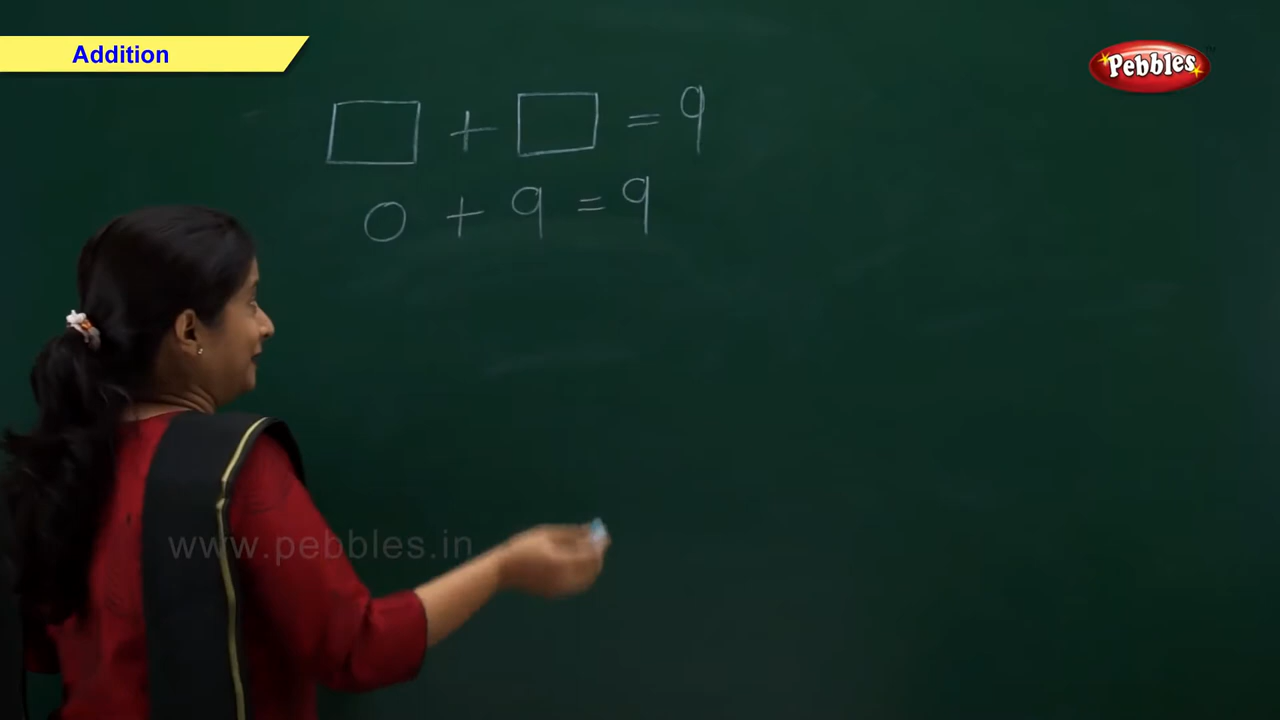 Addition
Pebbles
□ + □ = 9
0 + 9 = 9
www.pebbles.in